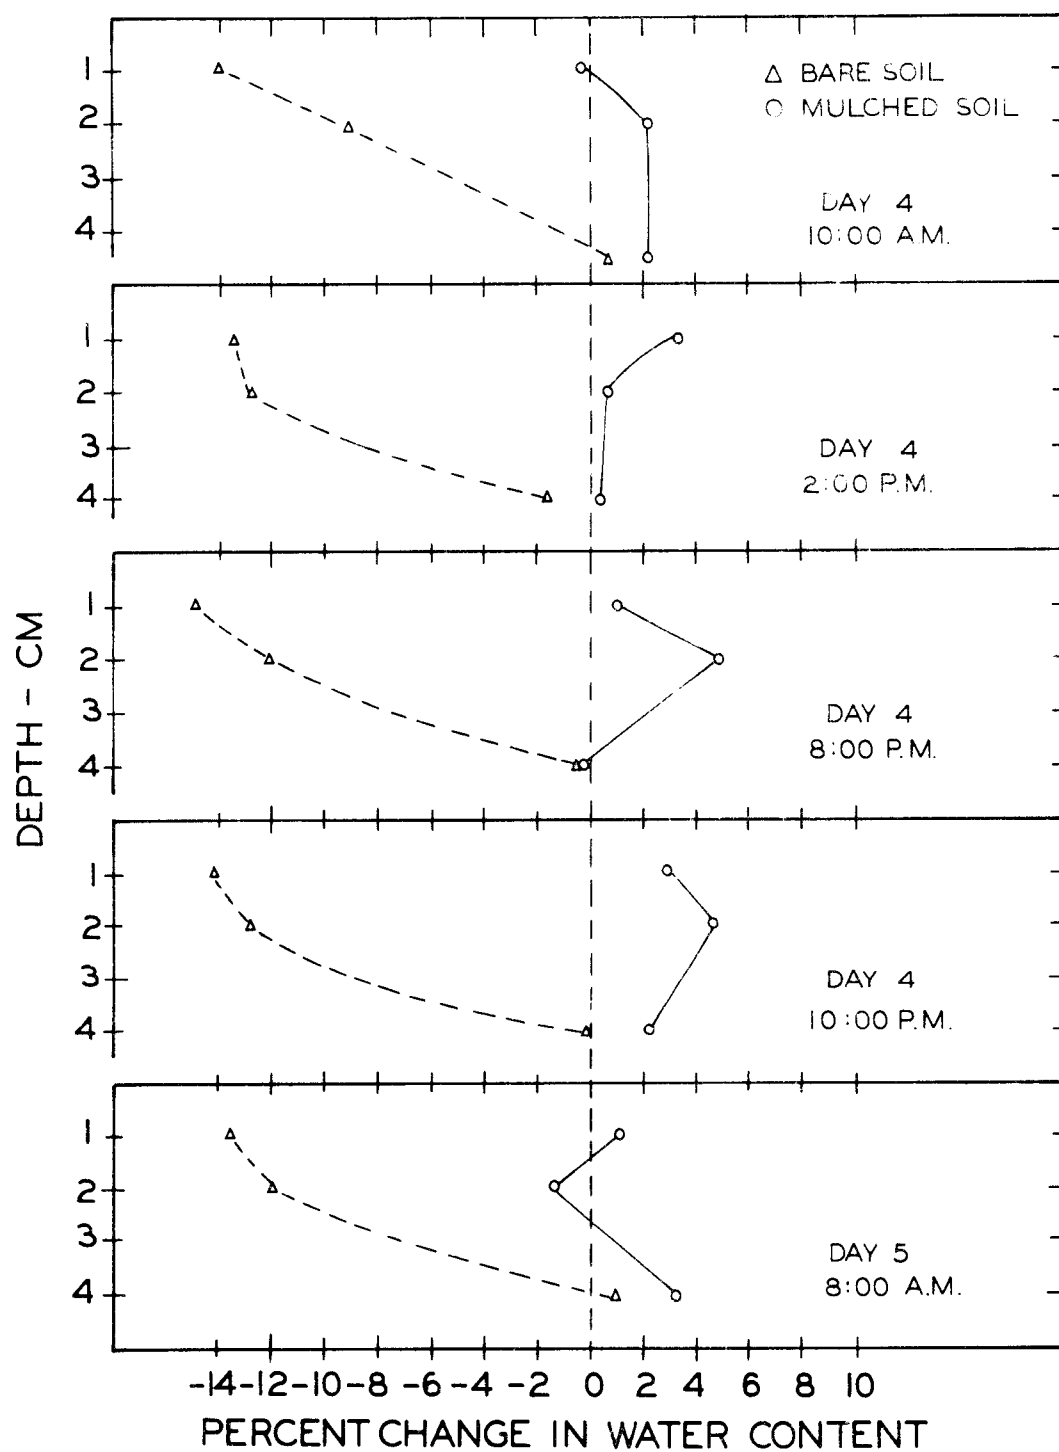 △ BARE SOIL
○ MULCHED SOIL
1
2
3
4
DAY 4
10:00 A.M.
1
2
3
4
DAY 4
2:00 P.M.
1
2
3
4
DAY 4
8:00 P.M.
1
2
3
4
DAY 4
10:00 P.M.
1
2
3
4
DAY 5
8:00 A.M.
DEPTH - CM
-14 -12 -10 -8 -6 -4 -2 0 2 4 6 8 10
PERCENT CHANGE IN WATER CONTENT